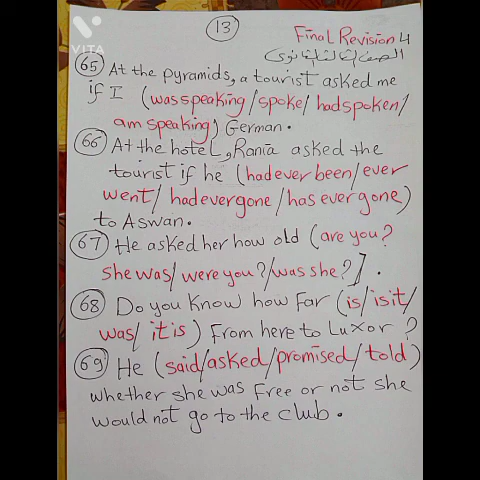 VITA
13
Final Revision 4
الصف الثالث الثانوى
65 At the pyramids, a tourist asked me
if I (was speaking/spoke/had spoken/
am speaking) German.
66 At the hotel, Rania asked the
tourist if he (had ever been/ever
went/had ever gone/has ever gone)
to Aswan.
67 He asked her how old (are you?
she was/were you?/was she?].
68 Do you know how far (is/is it/
was/it is) from here to Luxor?
69 He (said/asked/promised/told)
whether she was free or not she
would not go to the club.